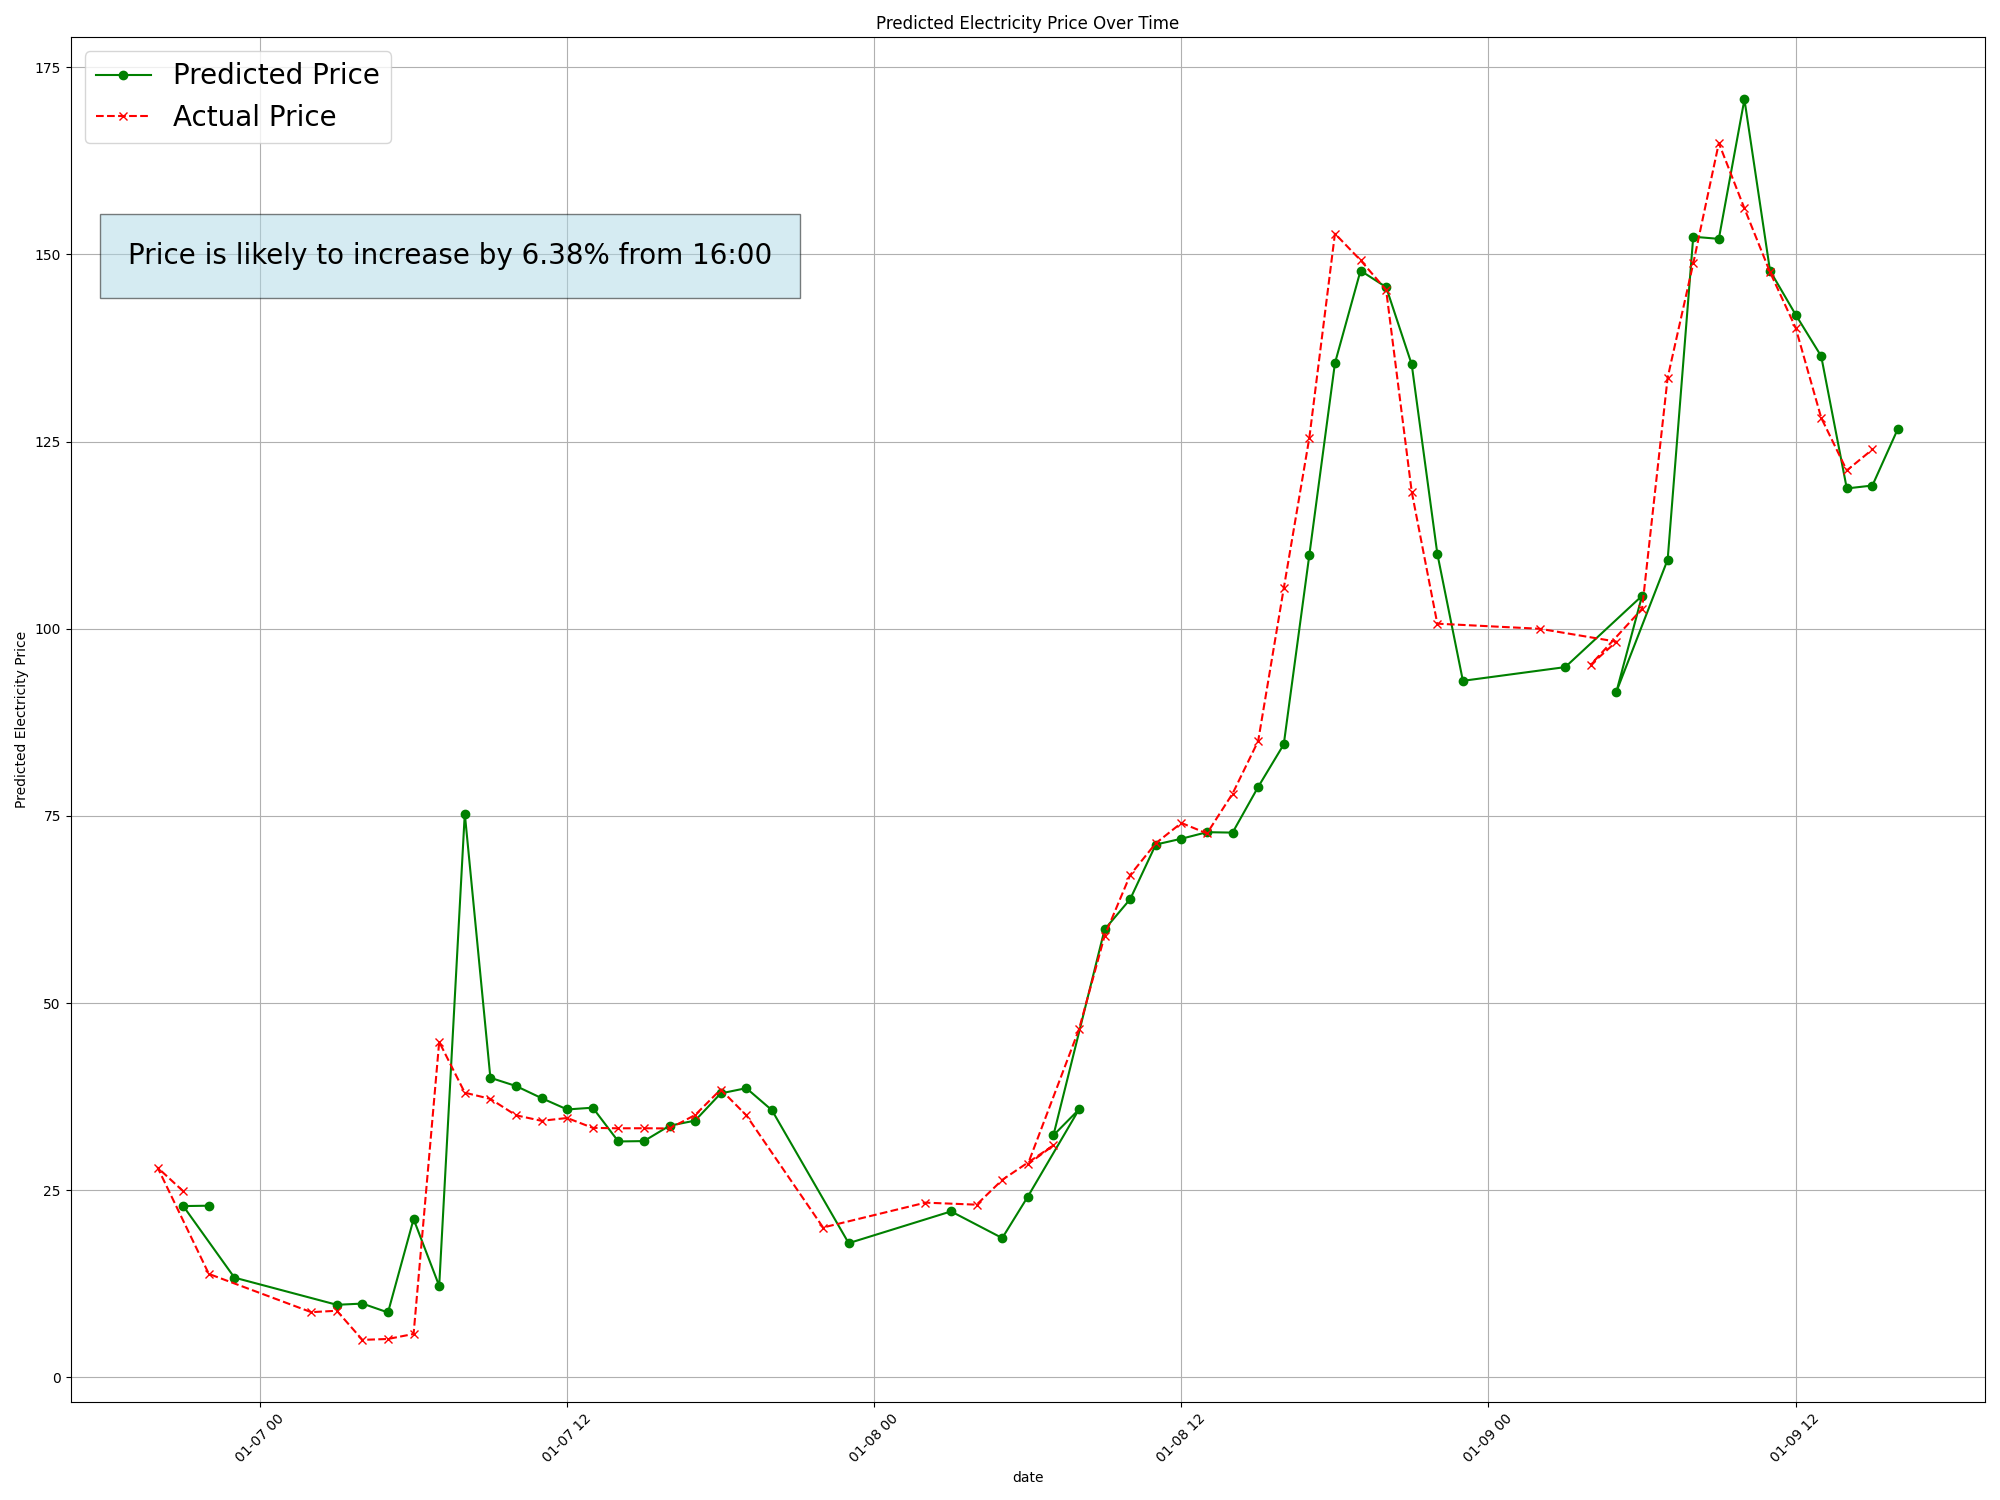 Predicted Electricity Price Over Time
Predicted Price
Actual Price
Price is likely to increase by 6.38% from 16:00
Predicted Electricity Price
175
150
125
100
75
50
25
0
01-07 00
01-07 12
01-08 00
01-08 12
01-09 00
01-09 12
date